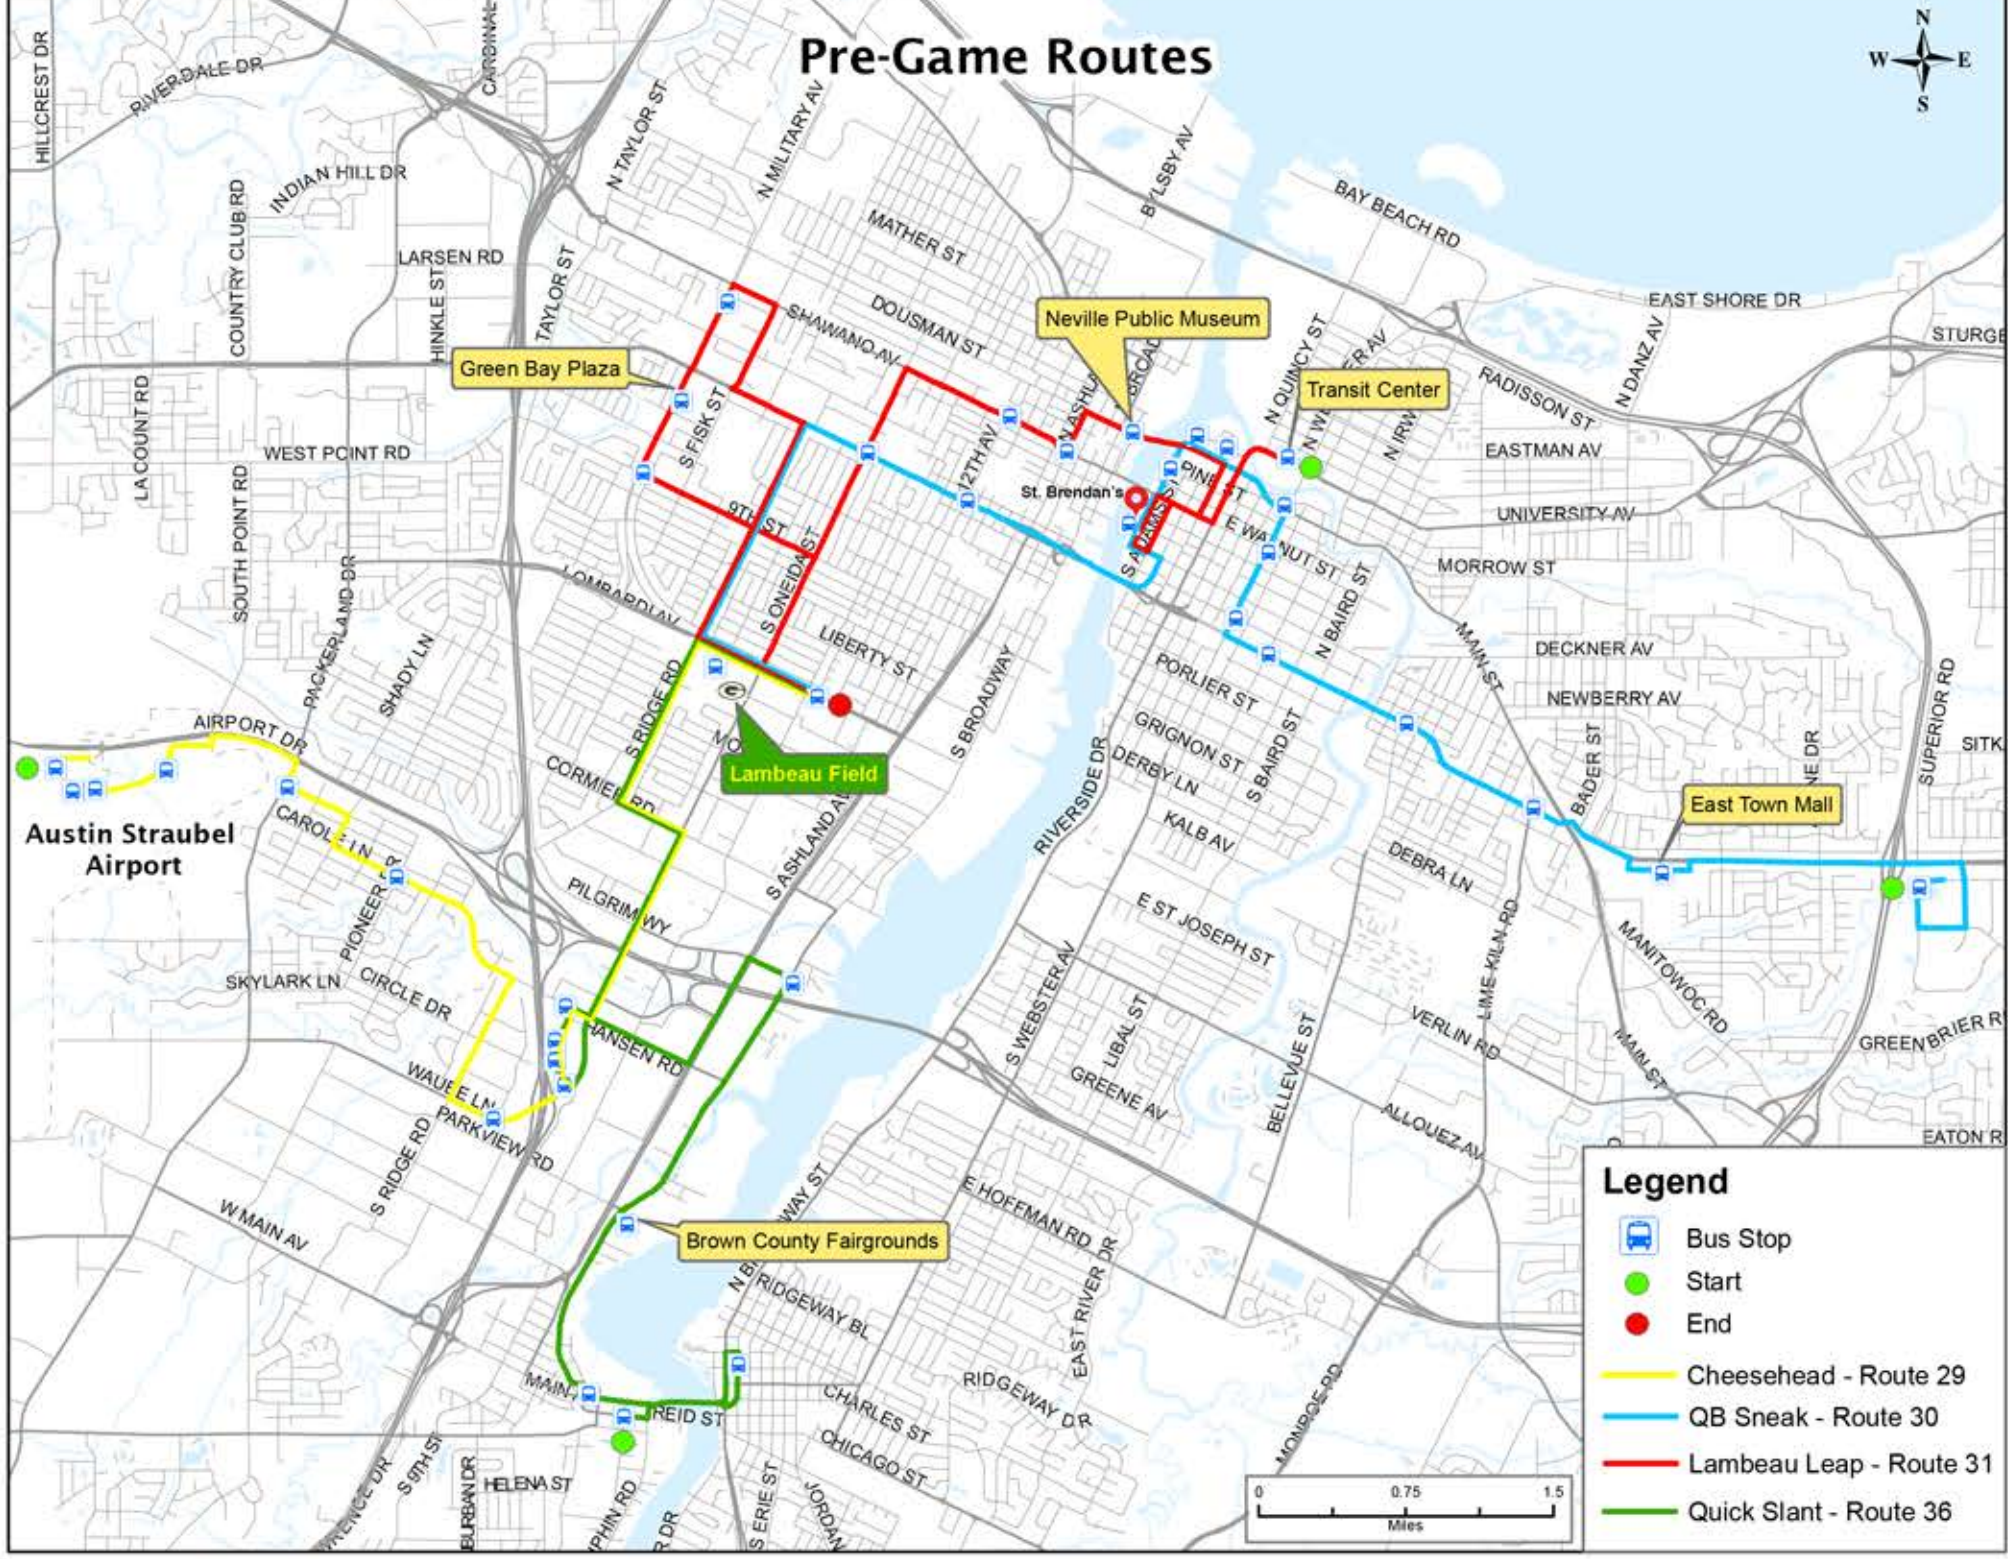 Pre-Game Routes
N
W
E
S
HILLCREST DR
RIVERDALE DR
CARDINAL
N TAYLOR ST
N MILITARY AV
BYLSBY AV
BAY BEACH RD
INDIAN HILL DR
COUNTRY CLUB RD
LARSEN RD
HINKLE ST
TAYLOR ST
MATHER ST
DOUSMAN ST
SHAWANO AV
EAST SHORE DR
Neville Public Museum
N QUINCY ST
N DANZ AV
Green Bay Plaza
Transit Center
RADISSON ST
LA COUNT RD
S FISK ST
12TH AV
EASTMAN AV
WEST POINT RD
SOUTH POINT RD
St. Brendan's
PINE ST
UNIVERSITY AV
9TH ST
E WALNUT ST
S ADAMS ST
MORROW ST
LOMBARDI AV
S ONEIDA ST
N BAIRD ST
PACKERLAND DR
SHADY LN
LIBERTY ST
MAIN ST
DECKNER AV
PORLIER ST
NEWBERRY AV
S RIDGE RD
S BROADWAY
SUPERIOR RD
AIRPORT DR
GRIGNON ST
S BAIRD ST
BADER ST
DERBY LN
CORMIER RD
Lambeau Field
RIVERSIDE DR
East Town Mall
Austin Straubel
Airport
CAROLE LN
S ASHLAND AV
KALB AV
DEBRA LN
PIONEER DR
PILGRIM WY
E ST JOSEPH ST
LIME KILN RD
MANITOWOC RD
SKYLARK LN
CIRCLE DR
S WEBSTER AV
LIBAL ST
BELLEVUE ST
VERLIN RD
MAIN ST
GREENBRIER R
HANSEN RD
WAUBE LN
GREENE AV
PARKVIEW RD
ALLOUEZ AV
EATON R
S RIDGE RD
W MAIN AV
E HOFFMAN RD
Brown County Fairgrounds
EAST RIVER DR
RIDGEWAY BL
MAIN
REID ST
CHARLES ST
RIDGEWAY DR
CHICAGO ST
MONROE RD
S 9TH ST
HELENA ST
S ERIE ST
JORDAN
Legend
Bus Stop
Start
End
Cheesehead - Route 29
QB Sneak - Route 30
Lambeau Leap - Route 31
Quick Slant - Route 36
0
0.75
1.5
Miles